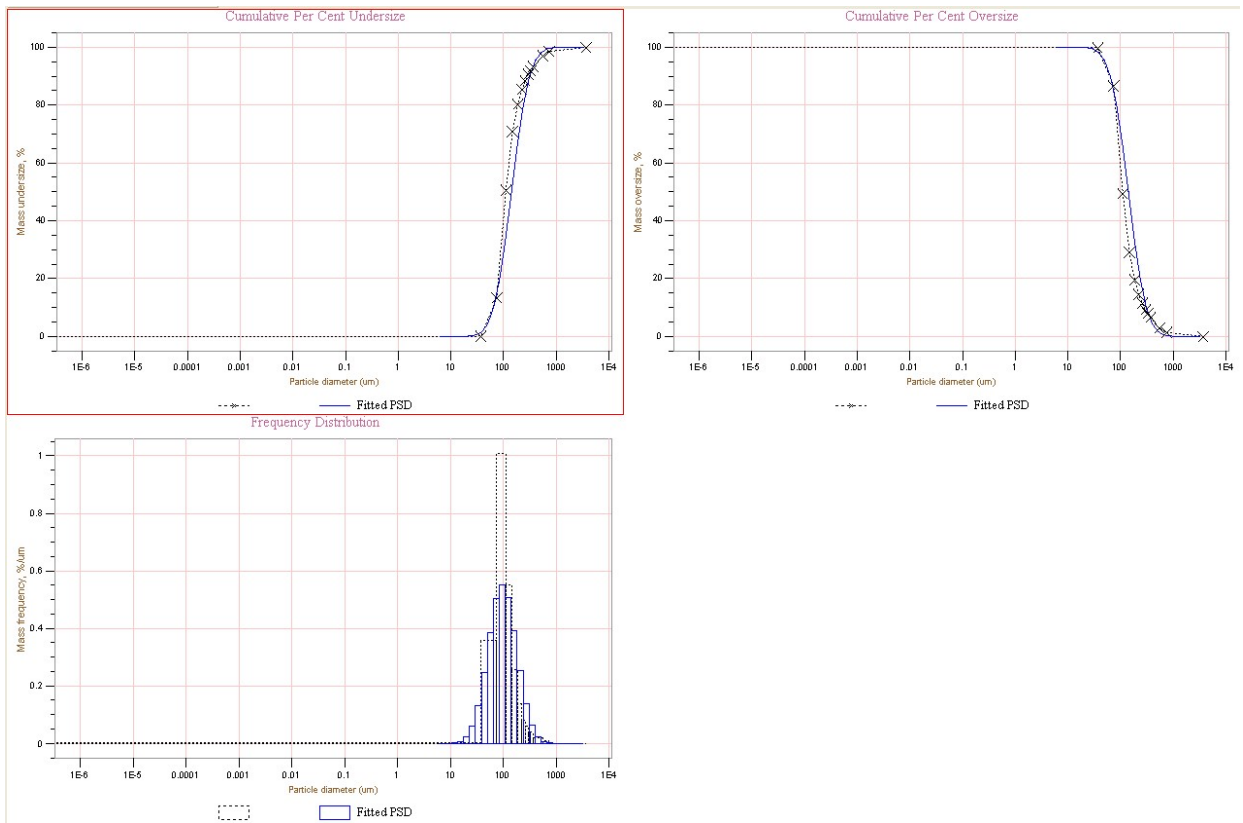 Cumulative Per Cent Undersize
Mass undersize, %
100
80
60
40
20
0
1E-6 1E-5 0.0001 0.001 0.01 0.1 1 10 100 1000 1E4
Particle diameter (um)
Fitted PSD
Cumulative Per Cent Oversize
Mass oversize, %
100
80
60
40
20
0
1E-6 1E-5 0.0001 0.001 0.01 0.1 1 10 100 1000 1E4
Particle diameter (um)
Fitted PSD
Frequency Distribution
Mass frequency, %/um
1
0.8
0.6
0.4
0.2
0
1E-6 1E-5 0.0001 0.001 0.01 0.1 1 10 100 1000 1E4
Particle diameter (um)
Fitted PSD